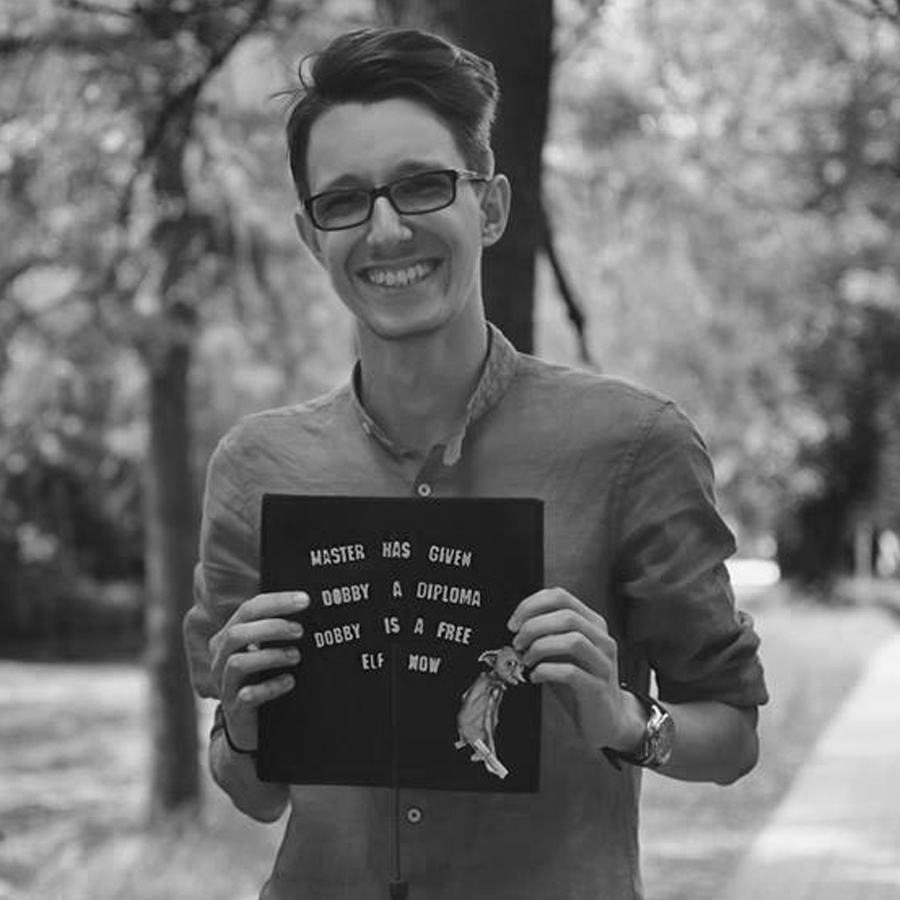 MASTER HAS GIVEN
DOBBY A DIPLOMA
DOBBY IS A FREE
ELF NOW